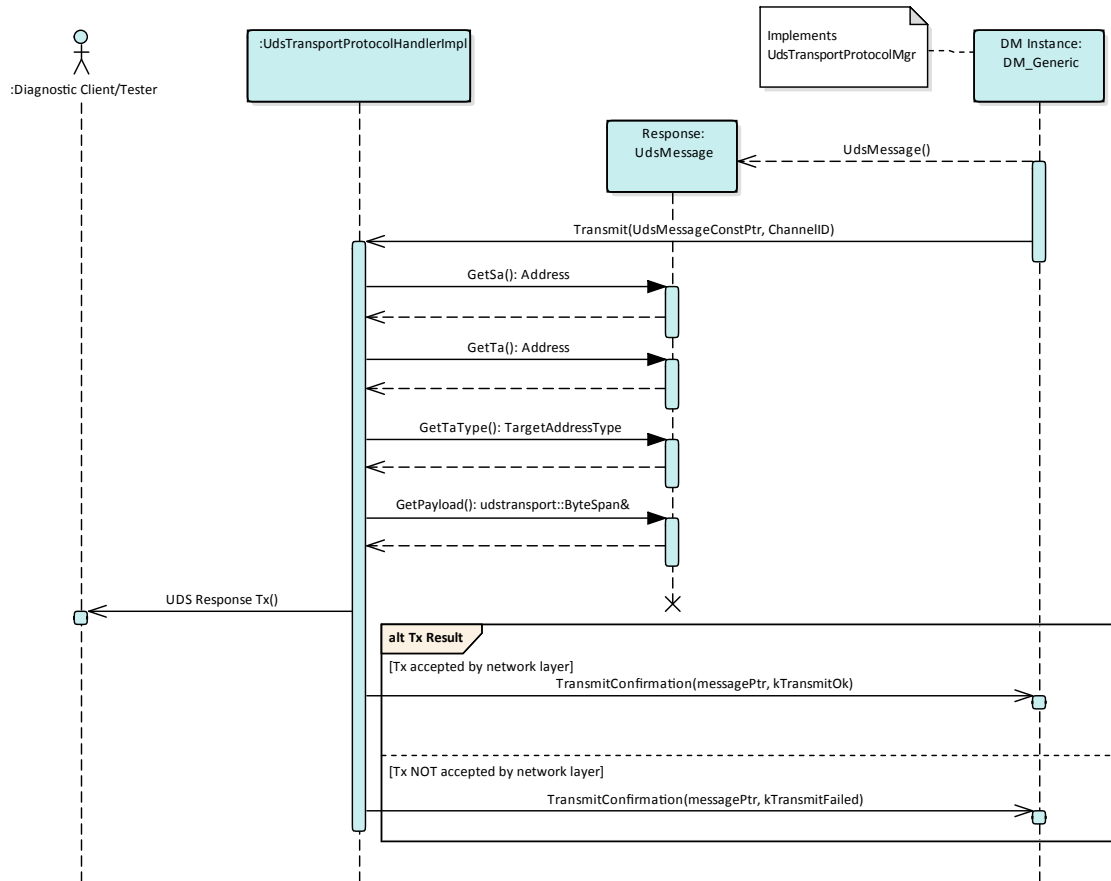 Implements
UdsTransportProtocolMgr
:UdsTransportProtocolHandlerImpl
DM Instance:
DM_Generic
:Diagnostic Client/Tester
Response:
UdsMessage
UdsMessage()
Transmit(UdsMessageConstPtr, ChannelID)
GetSa(): Address
GetTa(): Address
GetTaType(): TargetAddressType
GetPayload(): udstransport::ByteSpan&
UDS Response Tx()
alt Tx Result
[Tx accepted by network layer]
TransmitConfirmation(messagePtr, kTransmitOk)
[Tx NOT accepted by network layer]
TransmitConfirmation(messagePtr, kTransmitFailed)